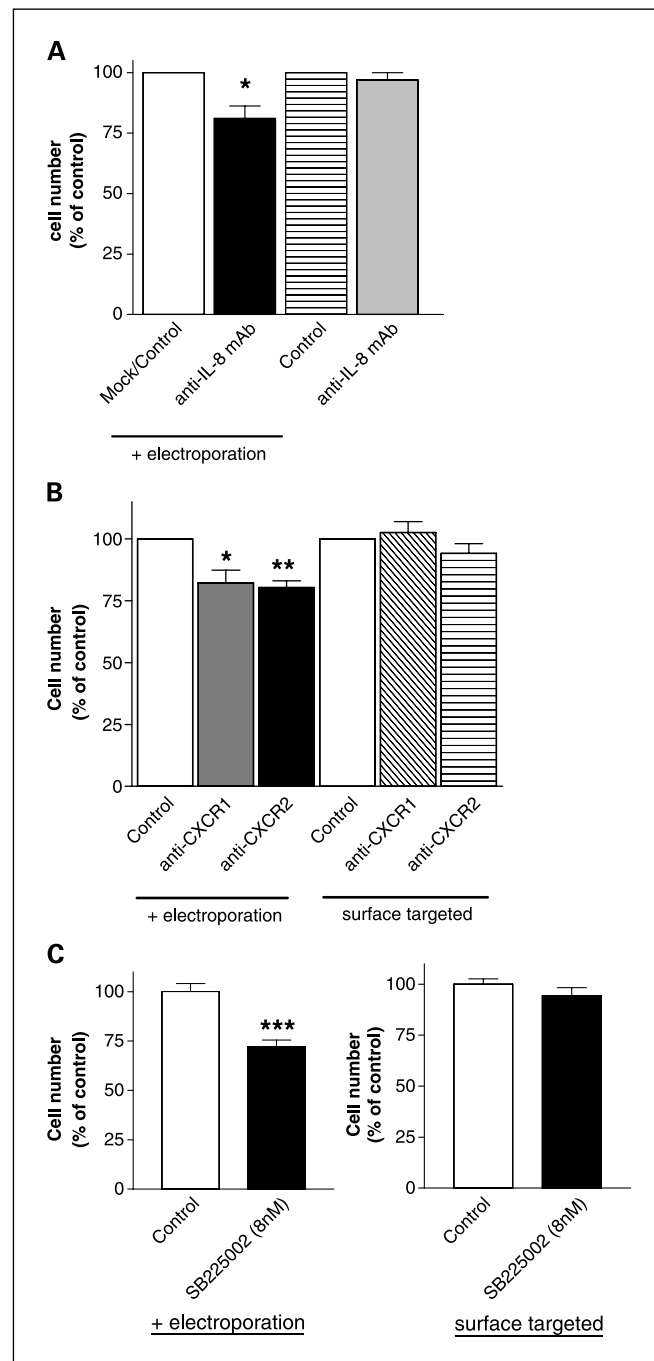 A
cell number
(% of control)
100
75
50
25
0
*
Mock/Control
anti-IL-8 mAb
Control
anti-IL-8 mAb
+ electroporation
B
Cell number
(% of control)
100
75
50
25
0
*
**
Control
anti-CXCR1
anti-CXCR2
Control
anti-CXCR1
anti-CXCR2
+ electroporation
surface targeted
C
Cell number
(% of control)
100
75
50
25
0
***
Control
SB225002 (8nM)
+ electroporation
Cell number
(% of control)
100
75
50
25
0
Control
SB225002 (8nM)
surface targeted